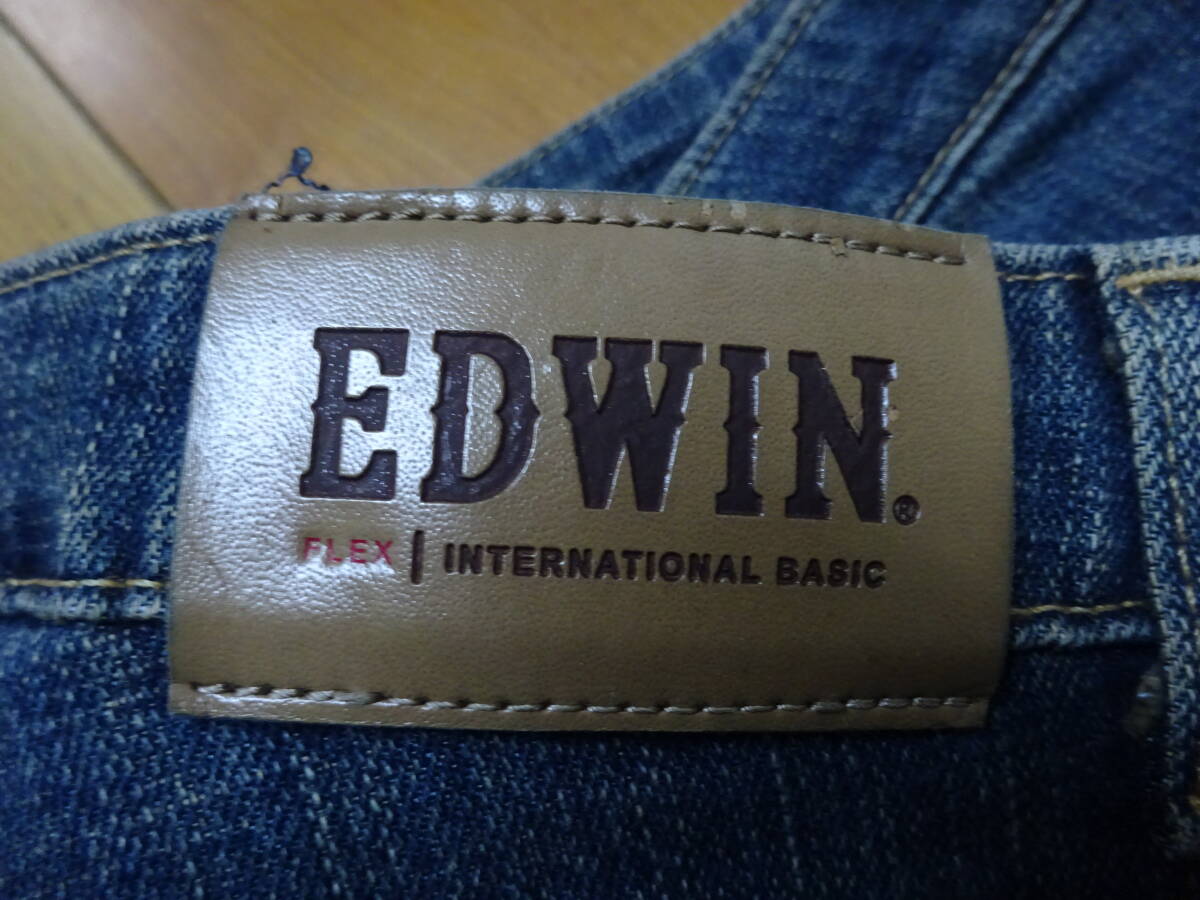 EDWIN®
FLEX | INTERNATIONAL BASIC